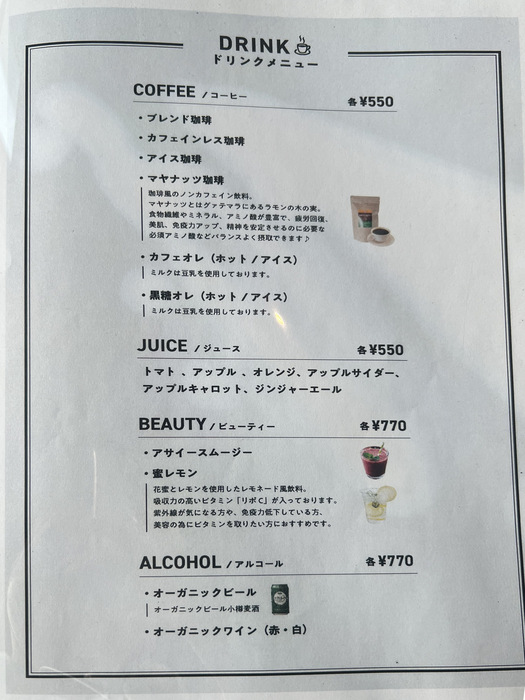 DRINK
ドリンクメニュー
COFFEE /コーヒー 各¥550
・ブレンド珈琲
・カフェインレス珈琲
・アイス珈琲
・マヤナッツ珈琲
珈琲風のノンカフェイン飲料。
マヤナッツとはグァテマラにあるラモンの木の実。
食物繊維やミネラル、アミノ酸が豊富で、疲労回復、
美肌、免疫力アップ、精神を安定させるのに必要な
必須アミノ酸などバランスよく摂取できます♪
・カフェオレ（ホット/アイス）
ミルクは豆乳を使用しております。
・黒糖オレ（ホット/アイス）
ミルクは豆乳を使用しております。
JUICE /ジュース 各¥550
トマト 、アップル 、オレンジ、アップルサイダー、
アップルキャロット、ジンジャーエール
BEAUTY /ビューティー 各¥770
・アサイースムージー
・蜜レモン
花蜜とレモンを使用したレモネード風飲料。
吸収力の高いビタミン「リポC」が入っております。
紫外線が気になる方や、免疫力低下している方、
美容の為にビタミンを取りたい方におすすめです。
ALCOHOL /アルコール 各¥770
・オーガニックビール
オーガニックビール小樽麦酒
・オーガニックワイン（赤・白）